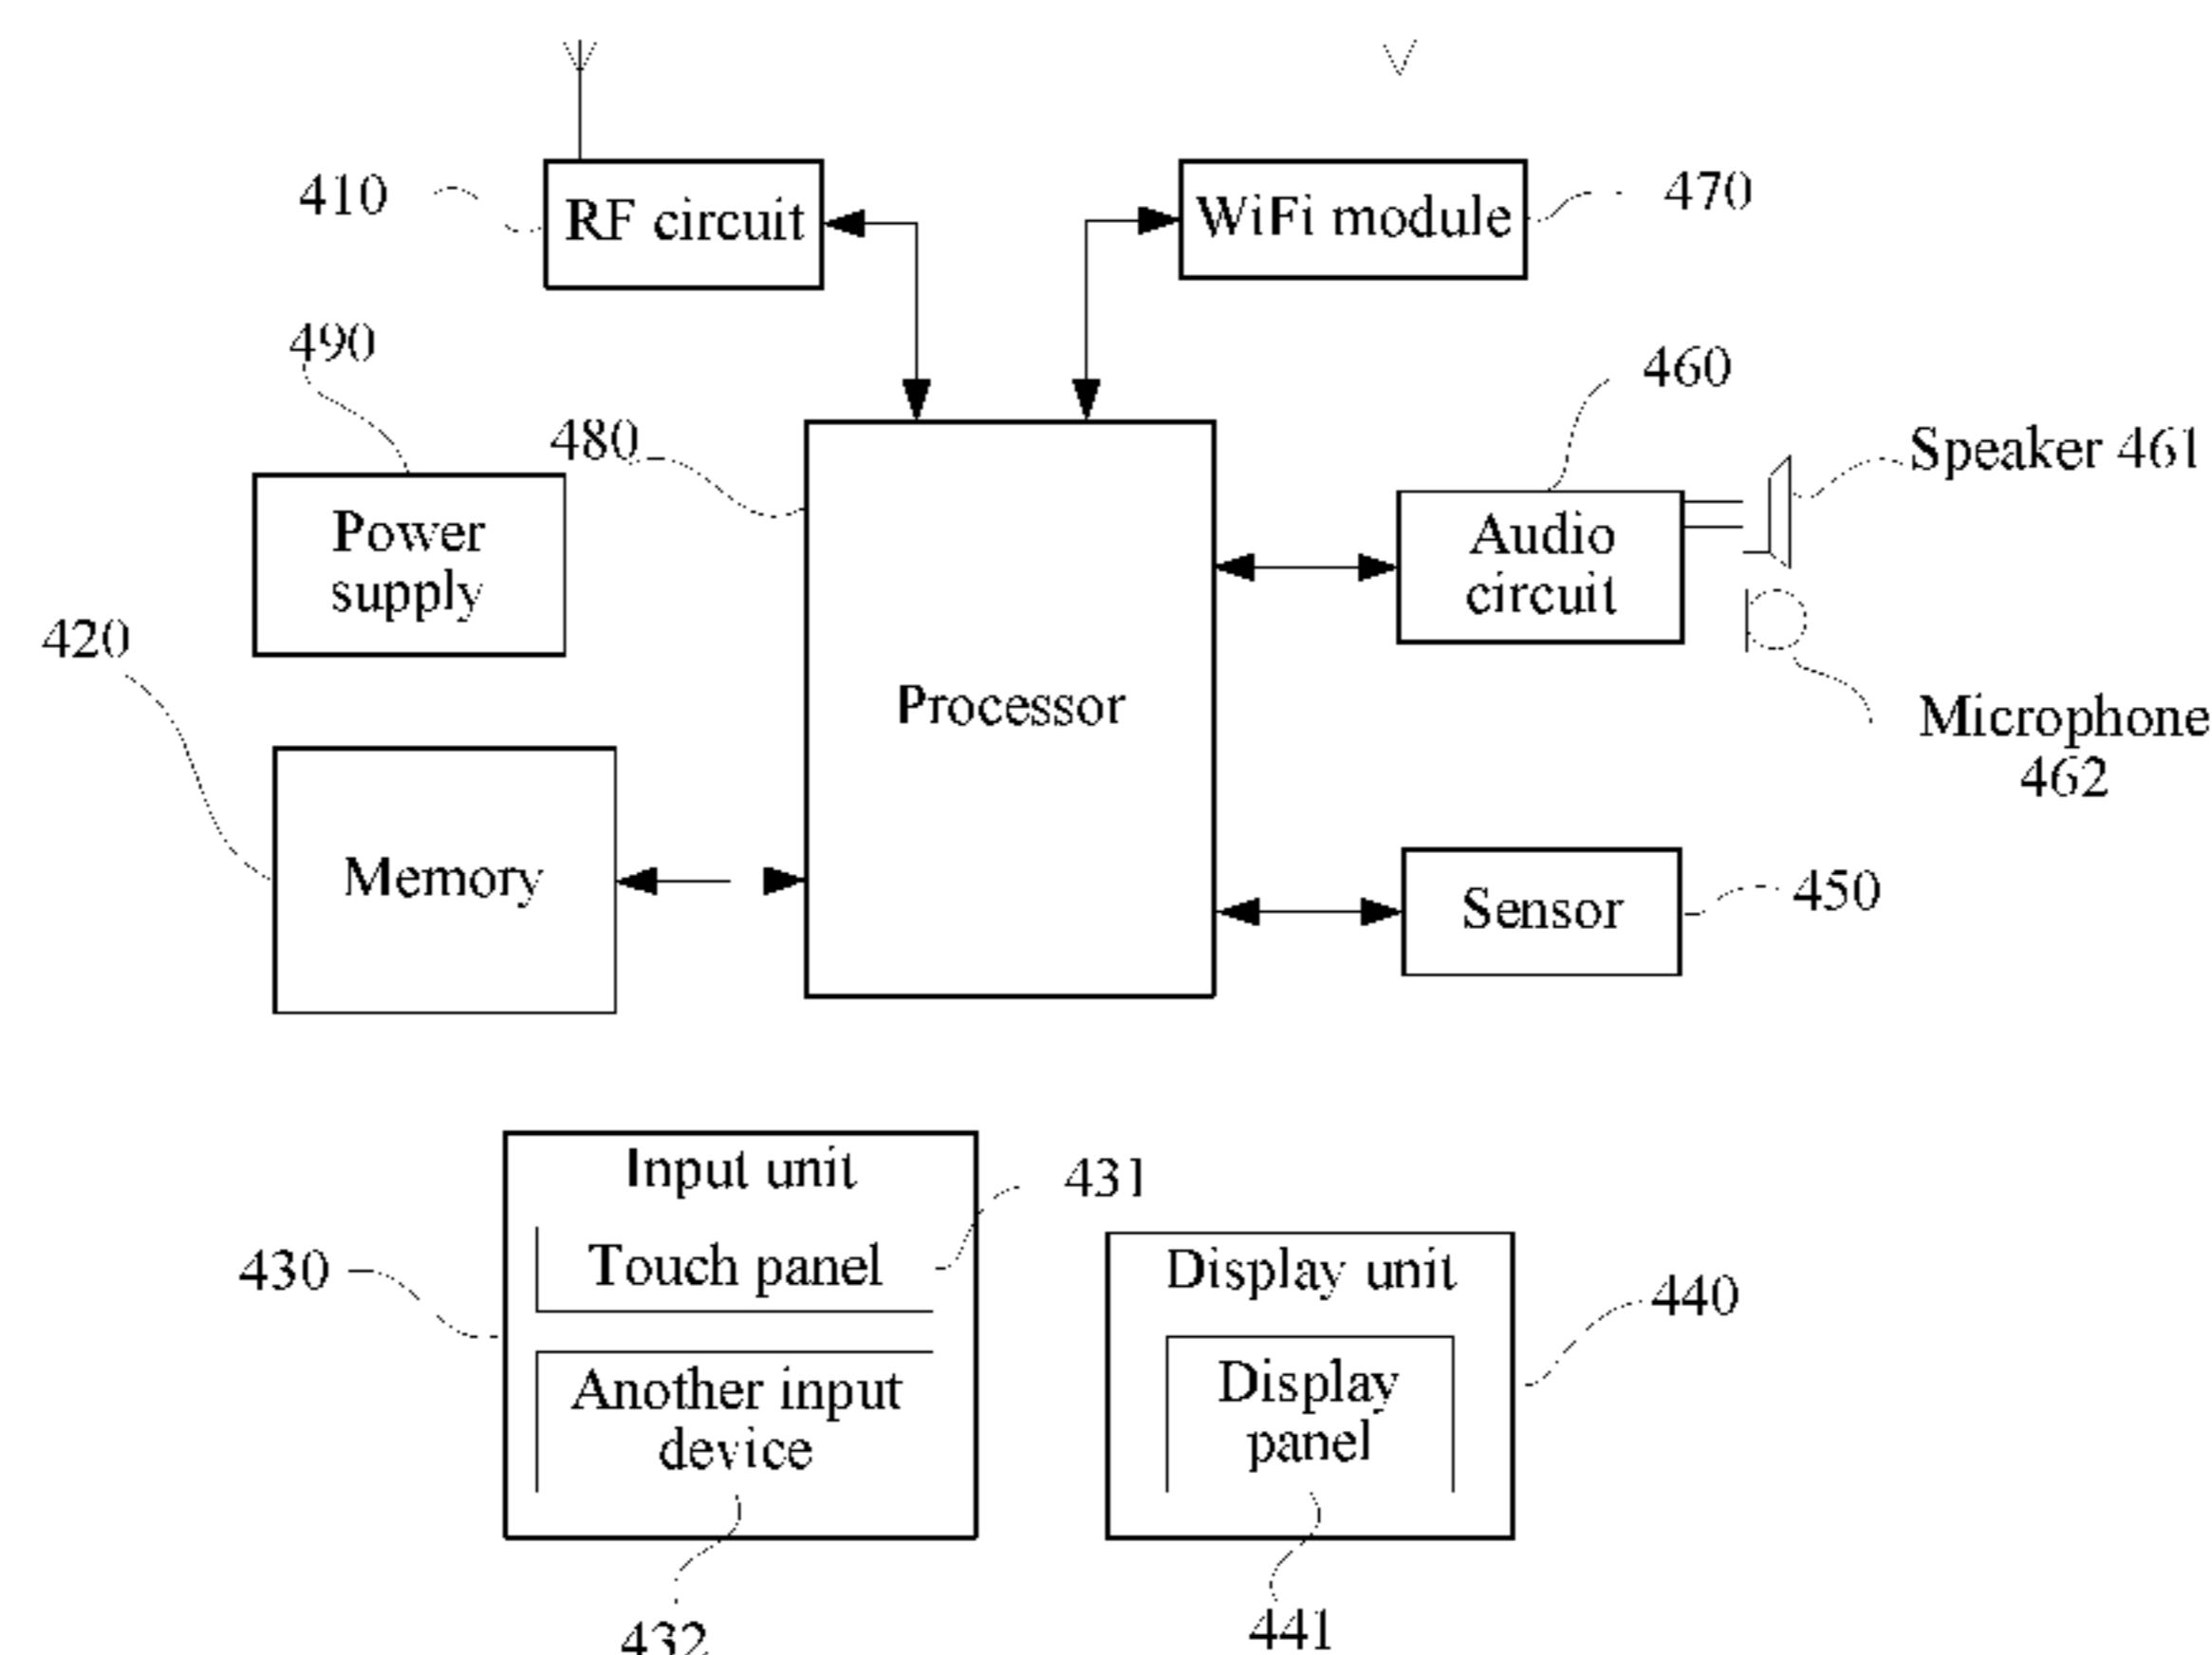 410
RF circuit
WiFi module
470
490
480
460
Speaker 461
Power
supply
Audio
circuit
420
Processor
Microphone
462
Memory
Sensor
450
Input unit
431
Touch panel
430
Display unit
440
Another input
device
Display
panel
432
441